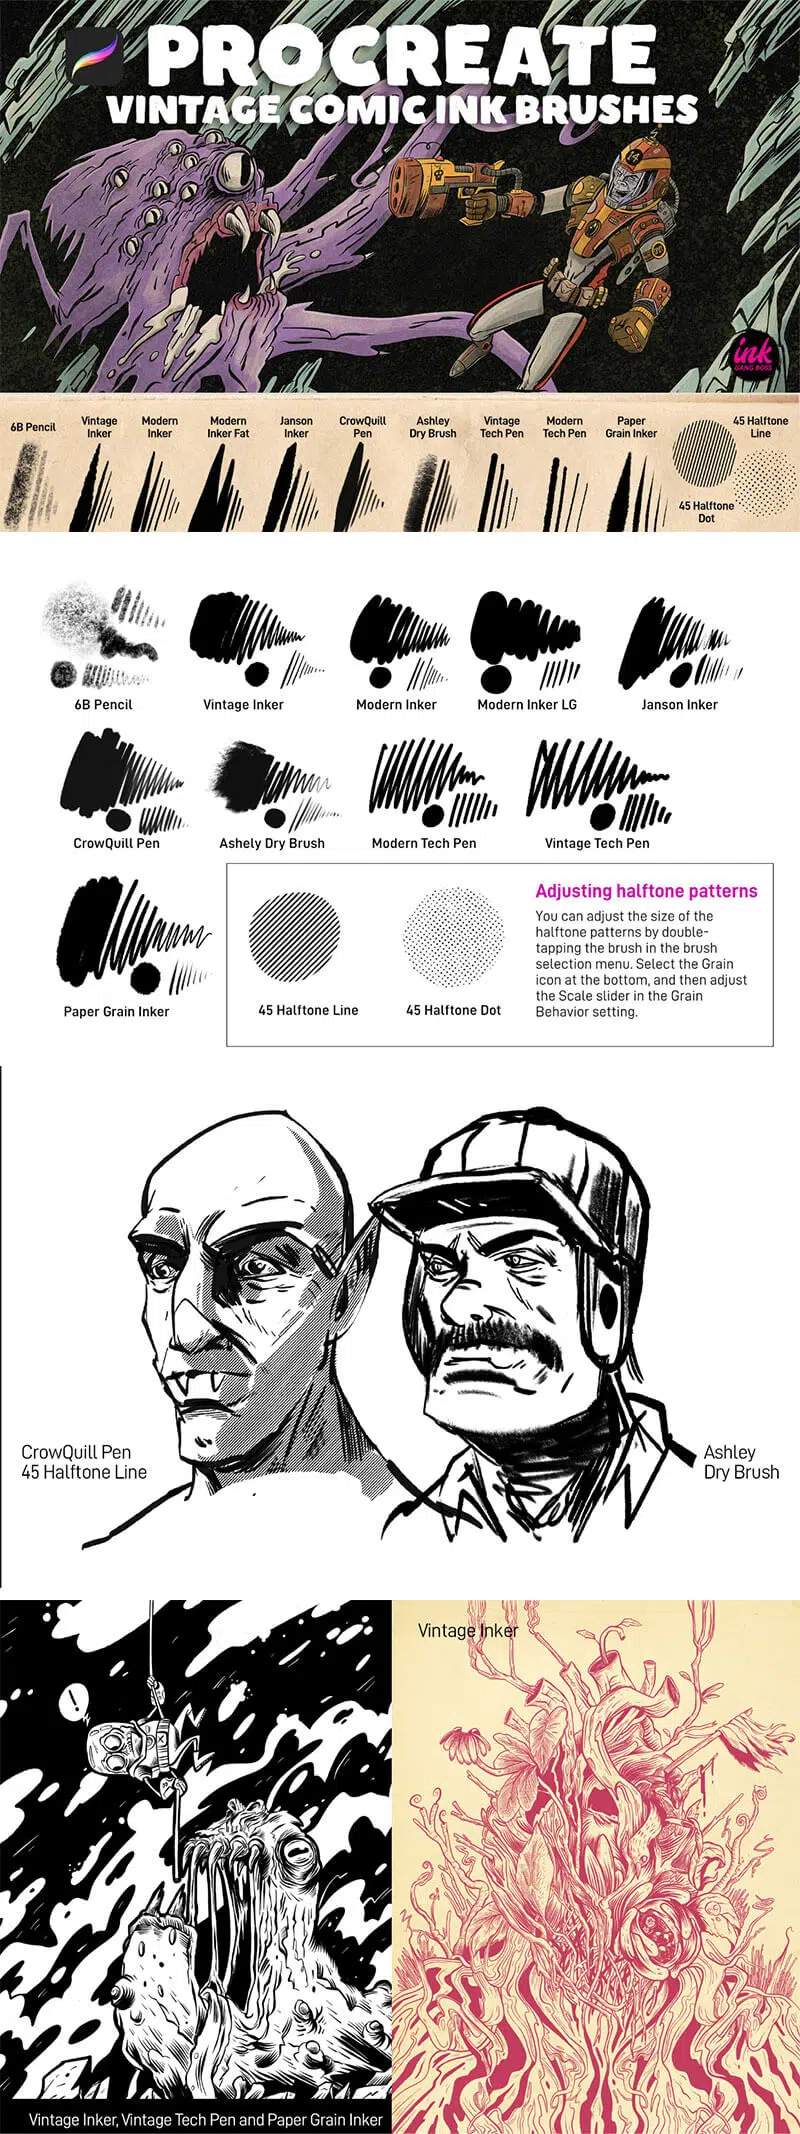 PROCREATE
VINTAGE COMIC INK BRUSHES
14
ink
GANG BOSS
6B Pencil
Vintage
Inker
Modern
Inker
Modern
Inker Fat
Janson
Inker
CrowQuill
Pen
Ashley
Dry Brush
Vintage
Tech Pen
Modern
Tech Pen
Paper
Grain Inker
45 Halftone
Line
45 Halftone
Dot
6B Pencil
Vintage Inker
Modern Inker
Modern Inker LG
Janson Inker
CrowQuill Pen
Ashely Dry Brush
Modern Tech Pen
Vintage Tech Pen
Paper Grain Inker
45 Halftone Line
45 Halftone Dot
Adjusting halftone patterns
You can adjust the size of the
halftone patterns by double-
tapping the brush in the brush
selection menu. Select the Grain
icon at the bottom, and then adjust
the Scale slider in the Grain
Behavior setting.
CrowQuill Pen
45 Halftone Line
Ashley
Dry Brush
!
Vintage Inker, Vintage Tech Pen and Paper Grain Inker
Vintage Inker